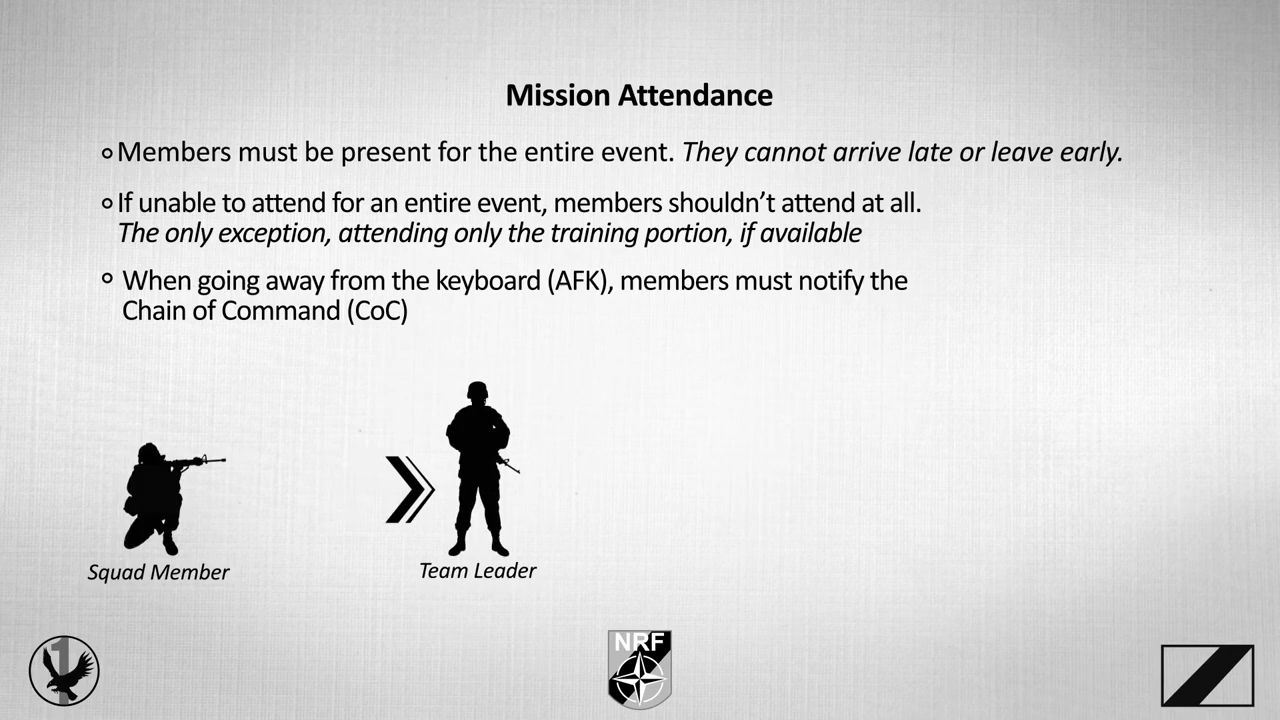 Mission Attendance
Members must be present for the entire event. They cannot arrive late or leave early.
If unable to attend for an entire event, members shouldn’t attend at all.
The only exception, attending only the training portion, if available
When going away from the keyboard (AFK), members must notify the
Chain of Command (CoC)
Squad Member
Team Leader
1
NRF